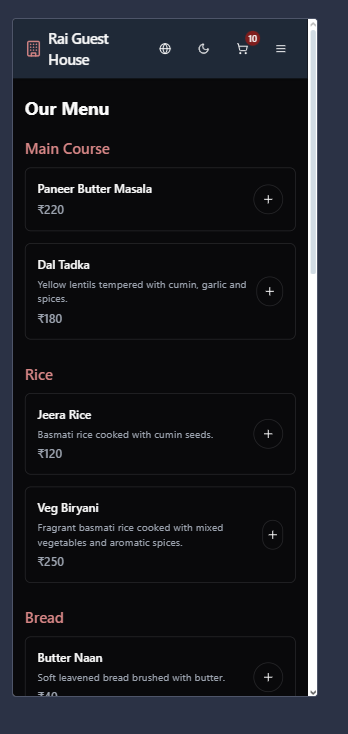 Rai Guest
House
10
Our Menu
Main Course
Paneer Butter Masala
₹220
Dal Tadka
Yellow lentils tempered with cumin, garlic and
spices.
₹180
Rice
Jeera Rice
Basmati rice cooked with cumin seeds.
₹120
Veg Biryani
Fragrant basmati rice cooked with mixed
vegetables and aromatic spices.
₹250
Bread
Butter Naan
Soft leavened bread brushed with butter.
₹40